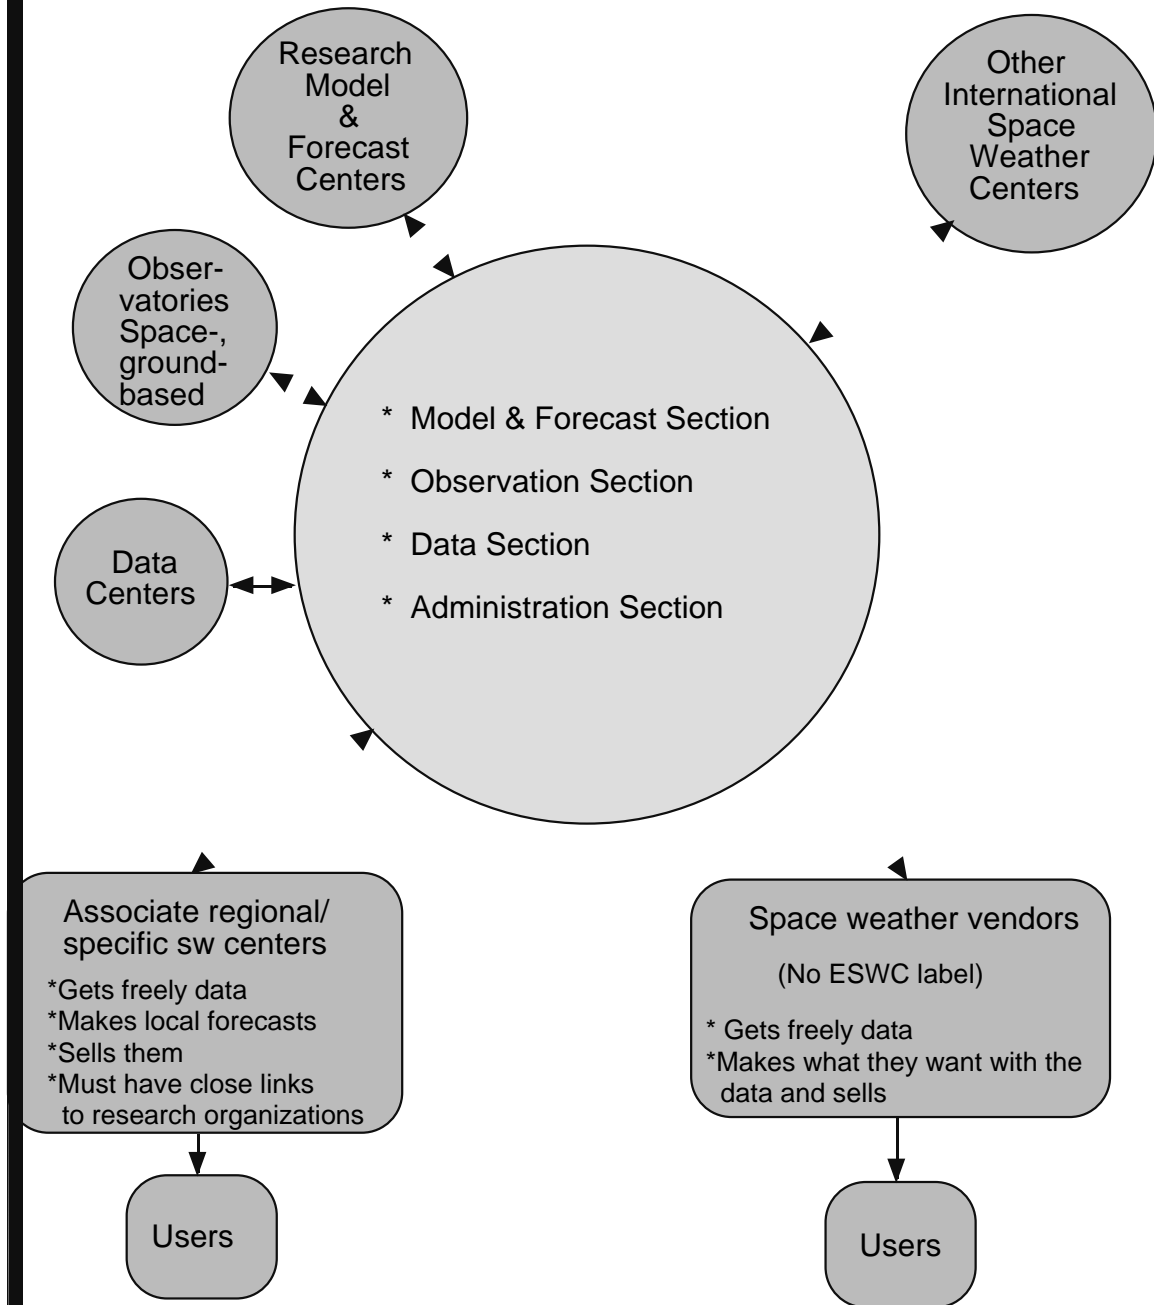 Research
Model
&
Forecast
Centers
Other
International
Space
Weather
Centers
Obser-
vatories
Space-,
ground-
based
* Model & Forecast Section
* Observation Section
* Data Section
* Administration Section
Data
Centers
Associate regional/
specific sw centers
*Gets freely data
*Makes local forecasts
*Sells them
*Must have close links
to research organizations
Space weather vendors
(No ESWC label)
* Gets freely data
*Makes what they want with the
data and sells
Users
Users